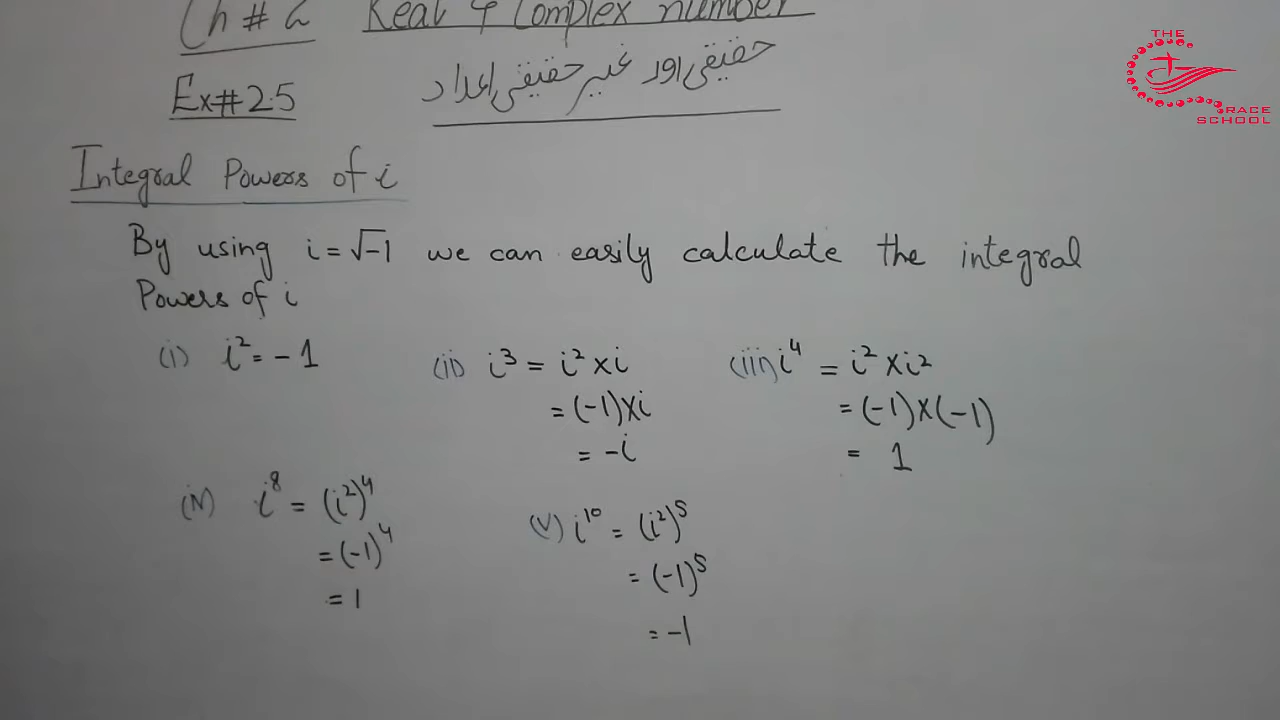 Ch # 2 Real & Complex number
حقیقی اور غیر حقیقی اعداد
Ex# 2.5
Integral Powers of i
By using i = √-1 we can easily calculate the integral
Powers of i
(i) i² = - 1
(ii) i³ = i² × i
= (-1) × i
= -i
(iii) i⁴ = i² × i²
= (-1) × (-1)
= 1
(iv) i⁸ = (i²)⁴
= (-1)⁴
= 1
(v) i¹⁰ = (i²)⁵
= (-1)⁵
= -1
THE
GRACE
SCHOOL